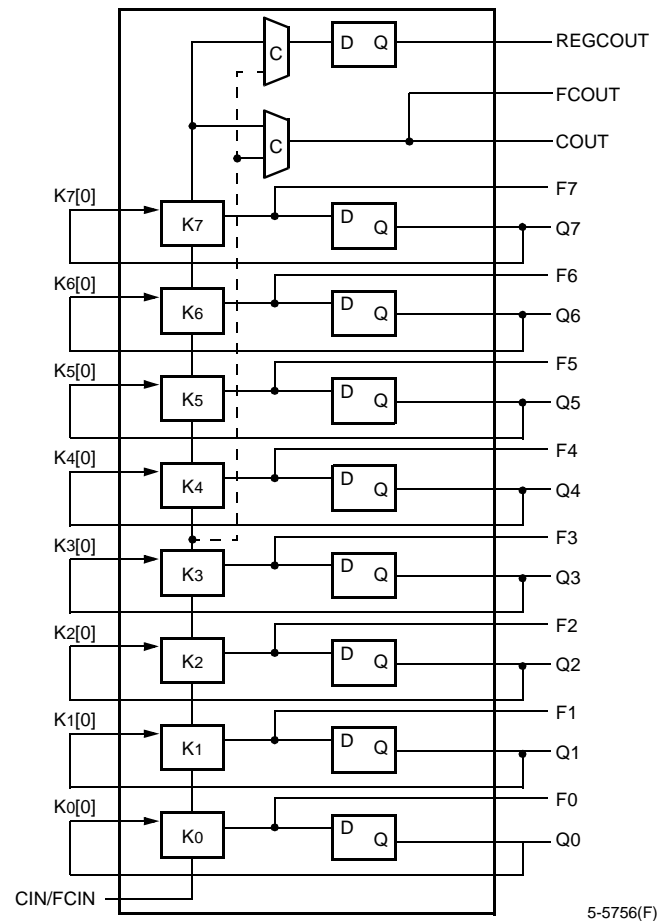 C
D Q
REGCOUT
FCOUT
C
COUT
F7
K7[0]
K7
D Q
Q7
F6
K6[0]
K6
D Q
Q6
F5
K5[0]
K5
D Q
Q5
F4
K4[0]
K4
D Q
Q4
F3
K3[0]
K3
D Q
Q3
F2
K2[0]
K2
D Q
Q2
F1
K1[0]
K1
D Q
Q1
F0
K0[0]
K0
D Q
Q0
CIN/FCIN
5-5756(F)